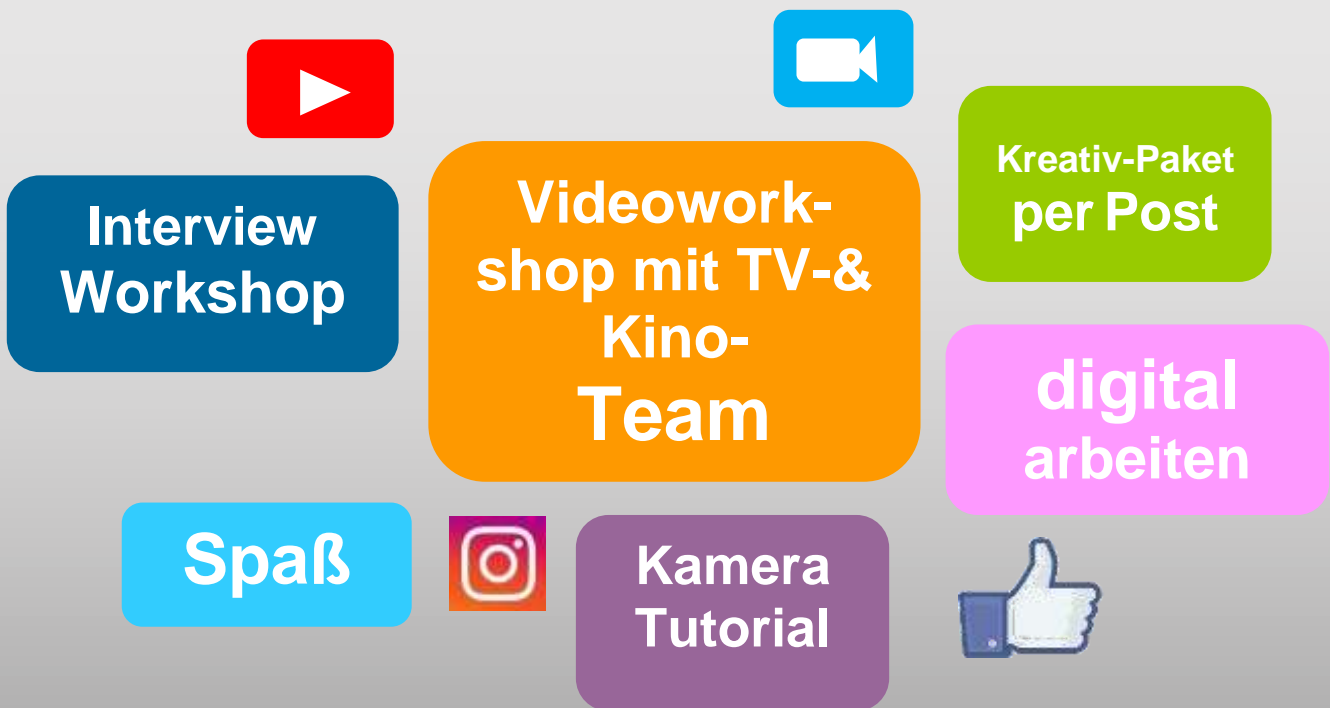 Interview
Workshop
Videowork-
shop mit TV-&
Kino-
Team
Kreativ-Paket
per Post
digital
arbeiten
Spaß
Kamera
Tutorial